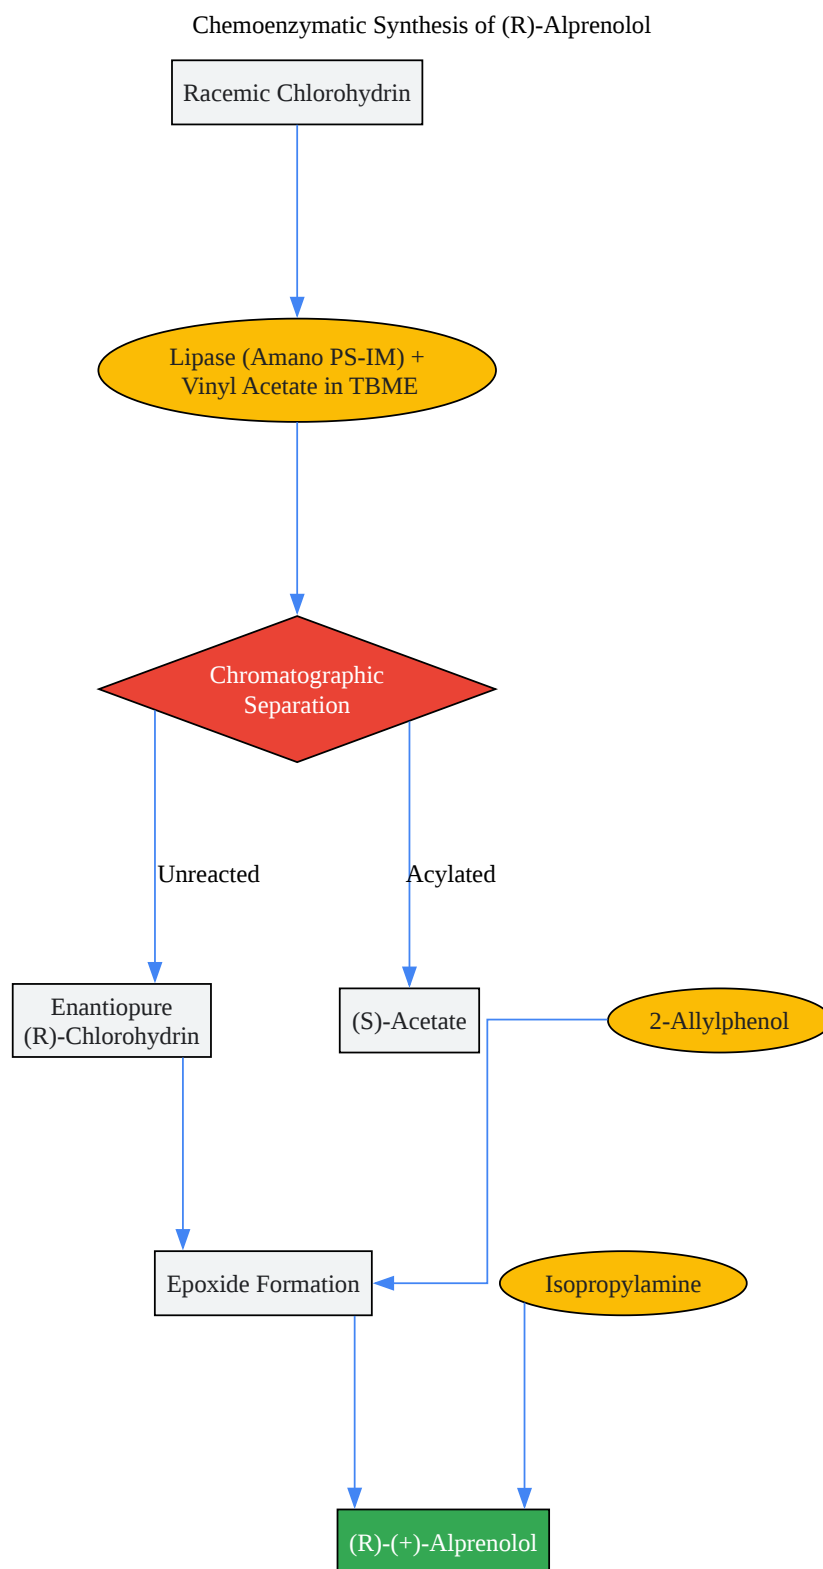 Chemoenzymatic Synthesis of (R)-Alprenolol
Racemic Chlorohydrin
Lipase (Amano PS-IM) +
Vinyl Acetate in TBME
Chromatographic
Separation
Unreacted
Acylated
Enantiopure
(R)-Chlorohydrin
(S)-Acetate
2-Allylphenol
Epoxide Formation
Isopropylamine
(R)-(+)-Alprenolol